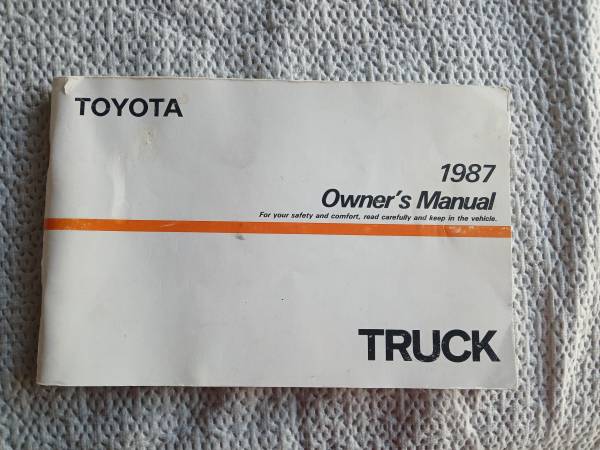 TOYOTA
1987
Owner's Manual
For your safety and comfort, read carefully and keep in the vehicle.
TRUCK